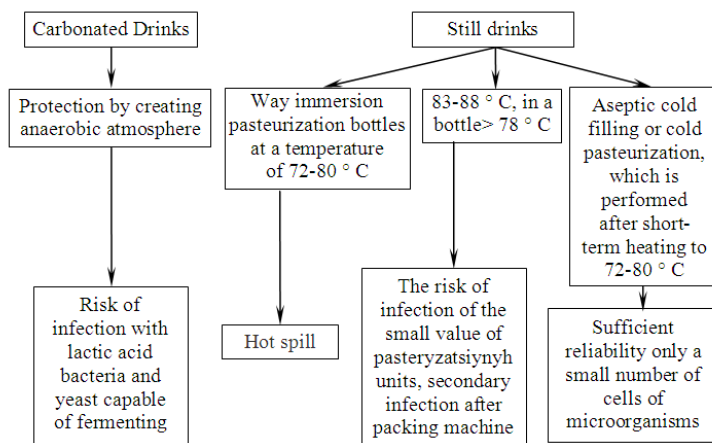 Carbonated Drinks
Still drinks
Protection by creating
anaerobic atmosphere
Way immersion
pasteurization bottles
at a temperature
of 72-80 ° C
83-88 ° C, in a
bottle> 78 ° C
Aseptic cold
filling or cold
pasteurization,
which is
performed
after short-
term heating to
72-80 ° C
Risk of
infection with
lactic acid
bacteria and
yeast capable
of fermenting
Hot spill
The risk of
infection of the
small value of
pasteryzatsiynyh
units, secondary
infection after
packing machine
Sufficient
reliability only a
small number of
cells of
microorganisms